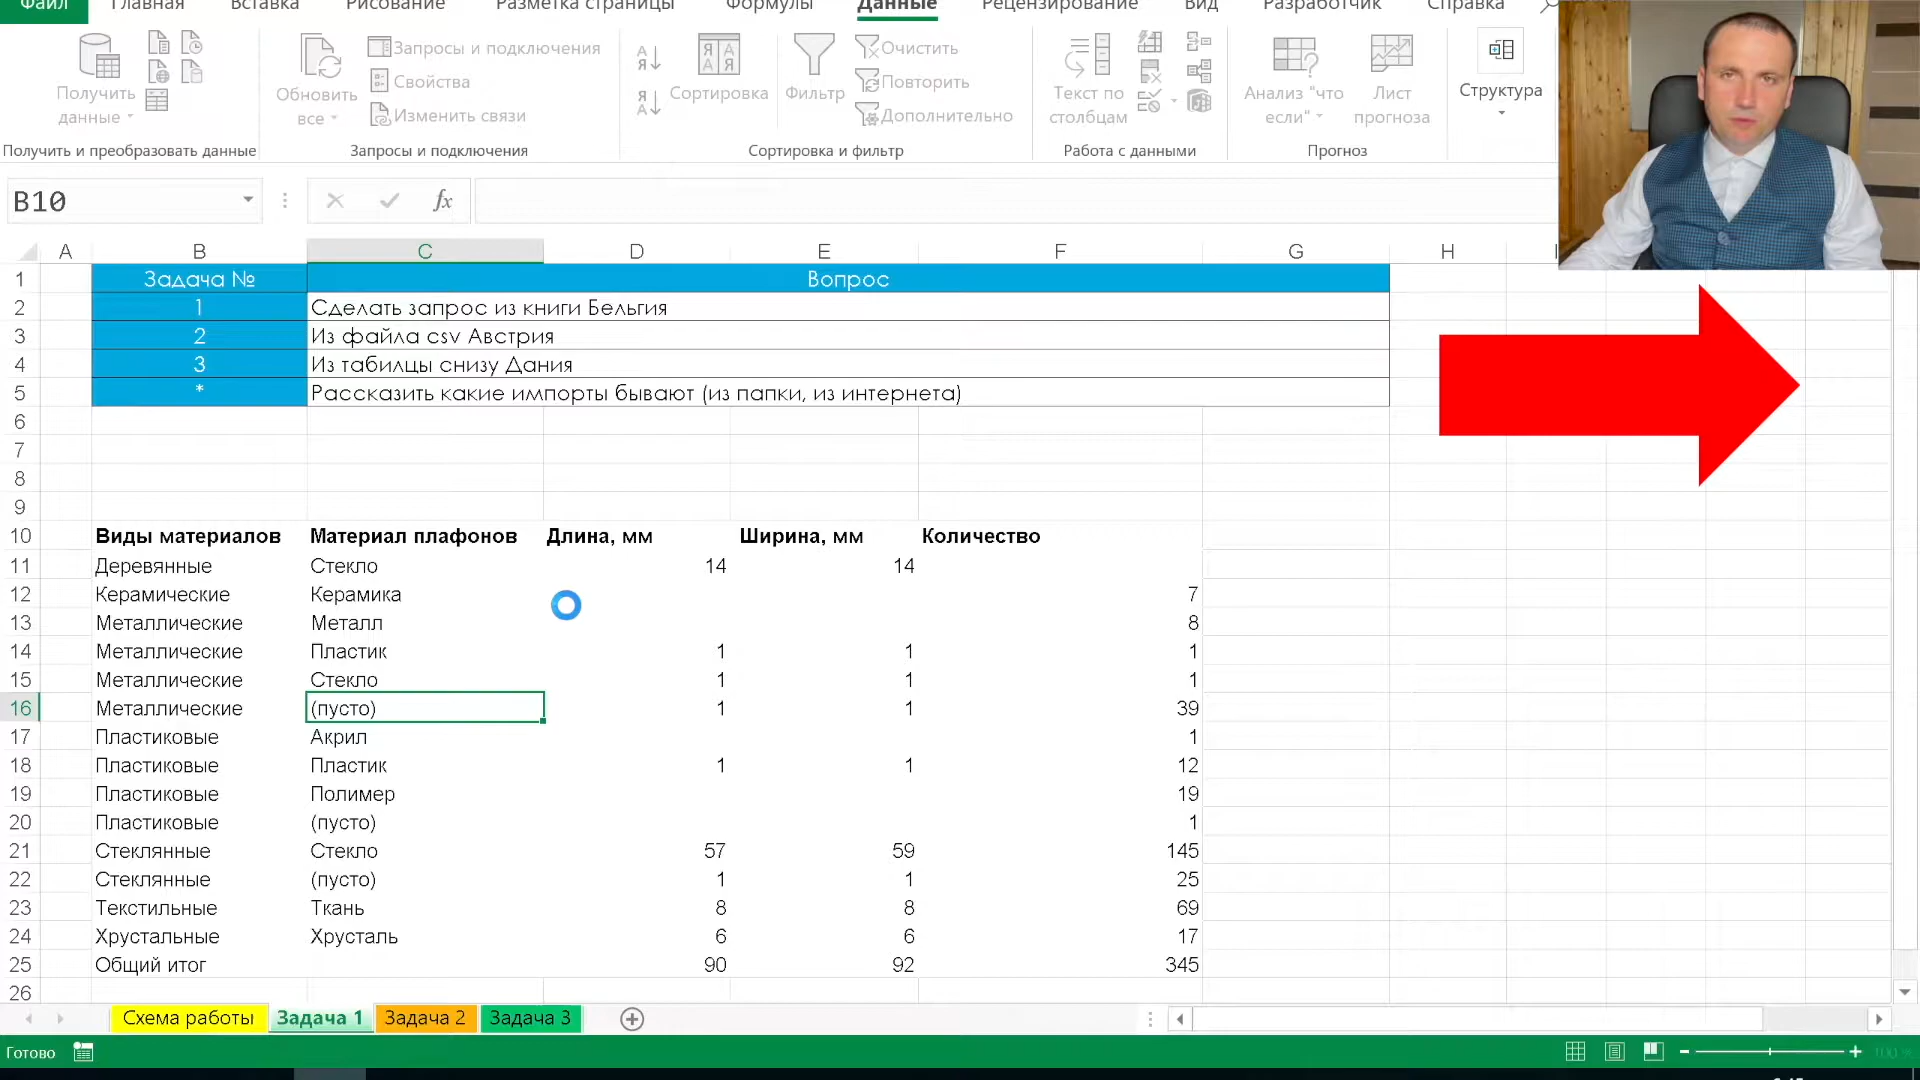 Файл Главная Вставка Рисование Разметка страницы Формулы Данные Рецензирование Вид Разработчик Справка
Получить данные
Обновить все
Запросы и подключения
Свойства
Изменить связи
Сортировка
Фильтр
Очистить
Повторить
Дополнительно
Текст по столбцам
Анализ "что если"
Лист прогноза
Структура
Получить и преобразовать данные Запросы и подключения Сортировка и фильтр Работа с данными Прогноз
B10 fx
A B C D E F G H
1 Задача № Вопрос
2 1 Сделать запрос из книги Бельгия
3 2 Из файла csv Австрия
4 3 Из табилцы снизу Дания
5 * Рассказить какие импорты бывают (из папки, из интернета)
6
7
8
9
10 Виды материалов Материал плафонов Длина, мм Ширина, мм Количество
11 Деревянные Стекло 14 14
12 Керамические Керамика 7
13 Металлические Металл 8
14 Металлические Пластик 1 1 1
15 Металлические Стекло 1 1 1
16 Металлические (пусто) 1 1 39
17 Пластиковые Акрил 1
18 Пластиковые Пластик 1 1 12
19 Пластиковые Полимер 19
20 Пластиковые (пусто) 1
21 Стеклянные Стекло 57 59 145
22 Стеклянные (пусто) 1 1 25
23 Текстильные Ткань 8 8 69
24 Хрустальные Хрусталь 6 6 17
25 Общий итог 90 92 345
26
Схема работы Задача 1 Задача 2 Задача 3
Готово 100 %